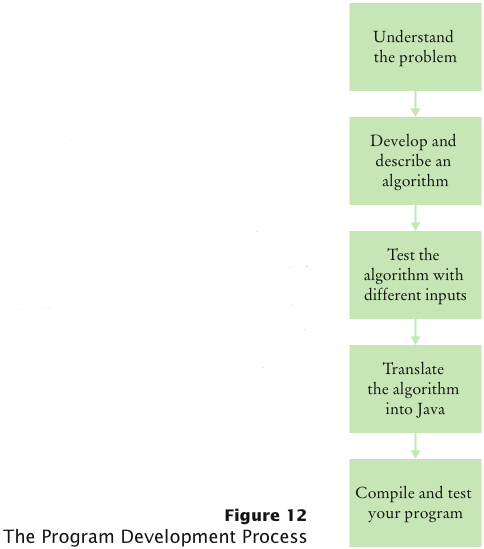 Understand
the problem
Develop and
describe an
algorithm
Test the
algorithm with
different inputs
Translate
the algorithm
into Java
Compile and test
your program
Figure 12
The Program Development Process